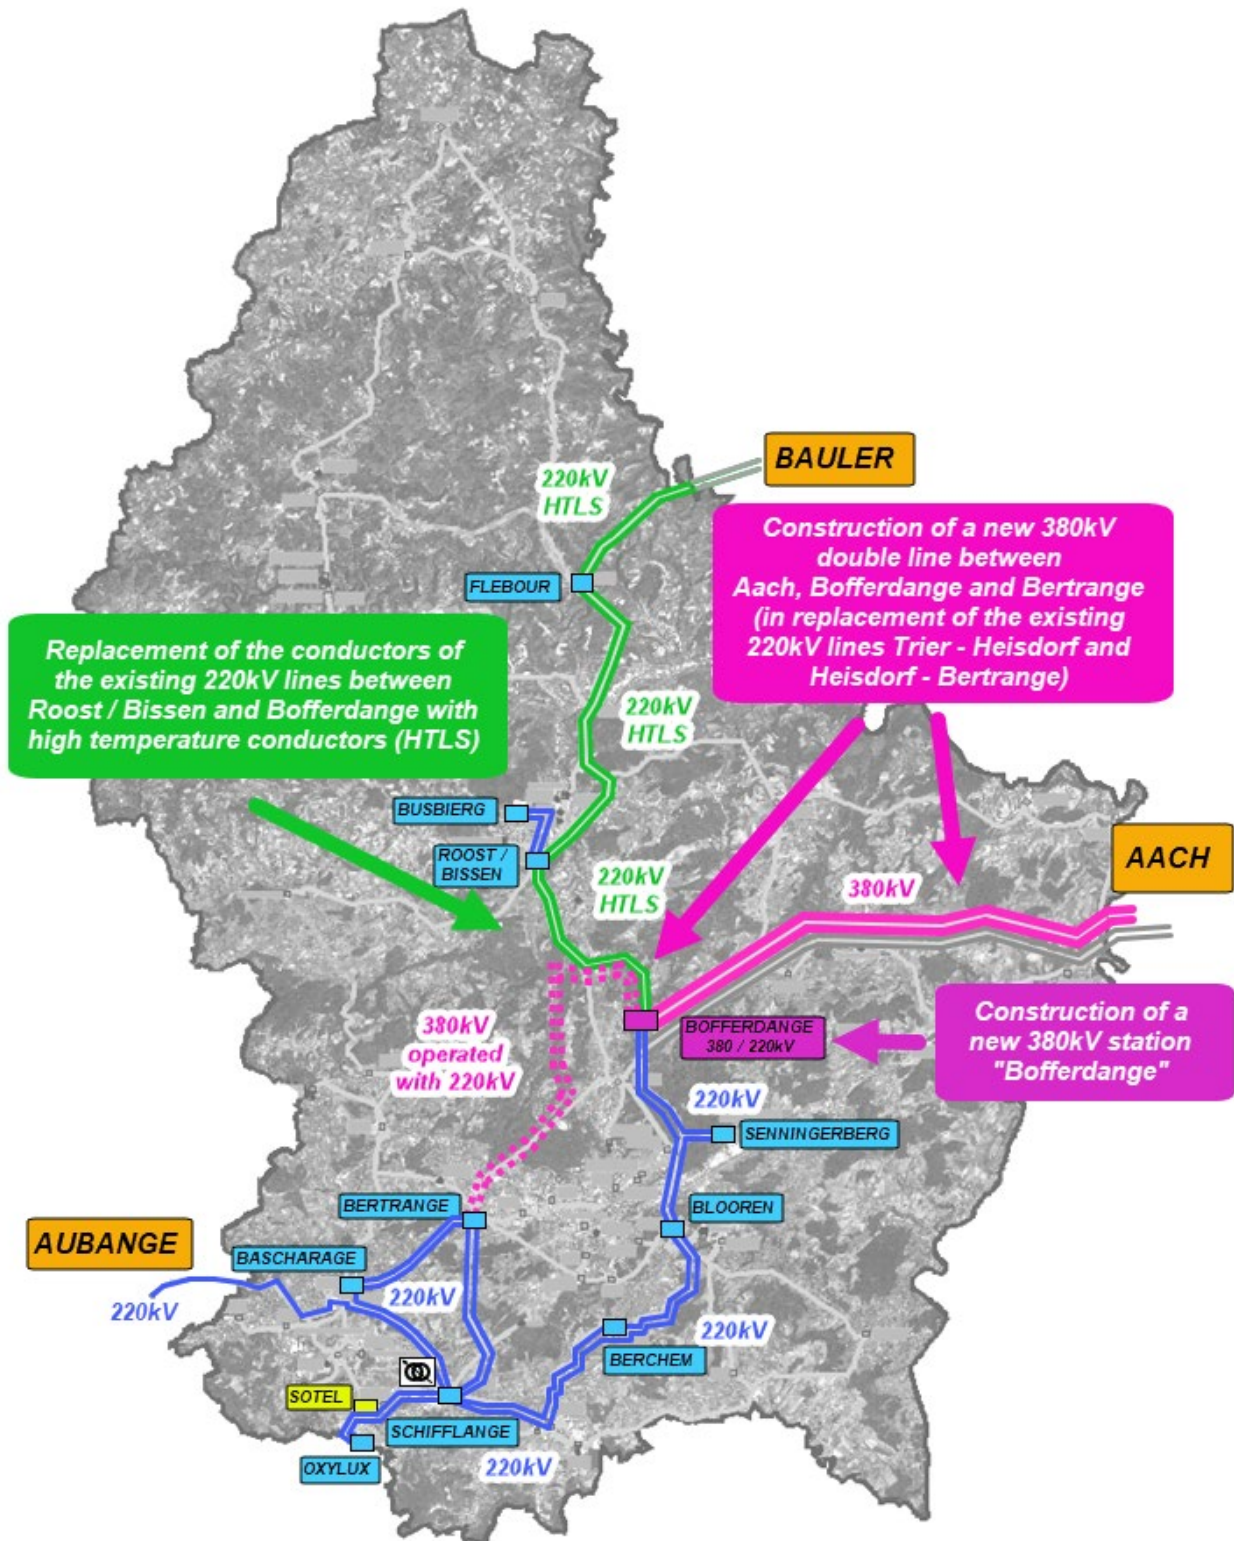 BAULER
220kV
HTLS
Construction of a new 380kV
double line between
Aach, Bofferdange and Bertrange
(in replacement of the existing
220kV lines Trier - Heisdorf and
Heisdorf - Bertrange)
FLEBOUR
Replacement of the conductors of
the existing 220kV lines between
Roost / Bissen and Bofferdange with
high temperature conductors (HTLS)
220kV
HTLS
BUSBIERG
ROOST /
BISSEN
AACH
220kV
HTLS
380kV
380kV
operated
with 220kV
BOFFERDANGE
380 / 220kV
Construction of a
new 380kV station
"Bofferdange"
220kV
SENNINGERBERG
BERTRANGE
BLOOREN
AUBANGE
BASCHARAGE
220kV
220kV
220kV
BERCHEM
SOTEL
SCHIFFLANGE
OXYLUX
220kV